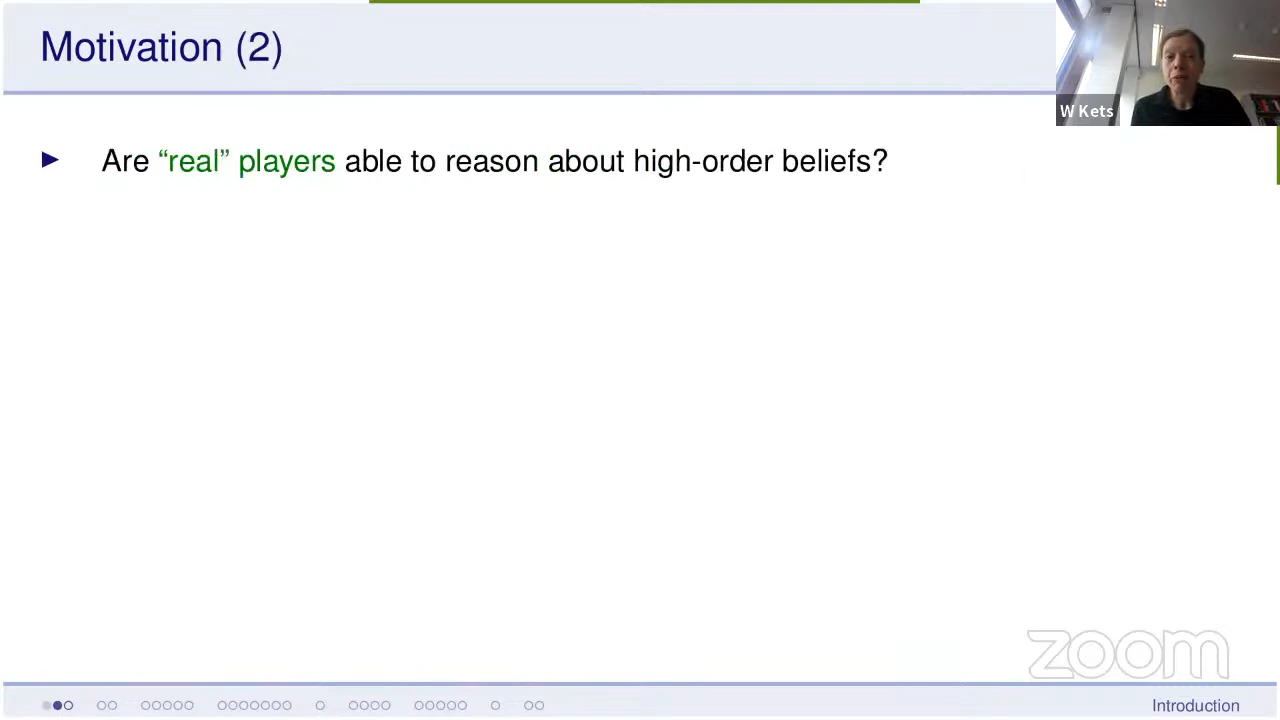 Motivation (2)
W Kets
Are “real” players able to reason about high-order beliefs?
zoom
Introduction